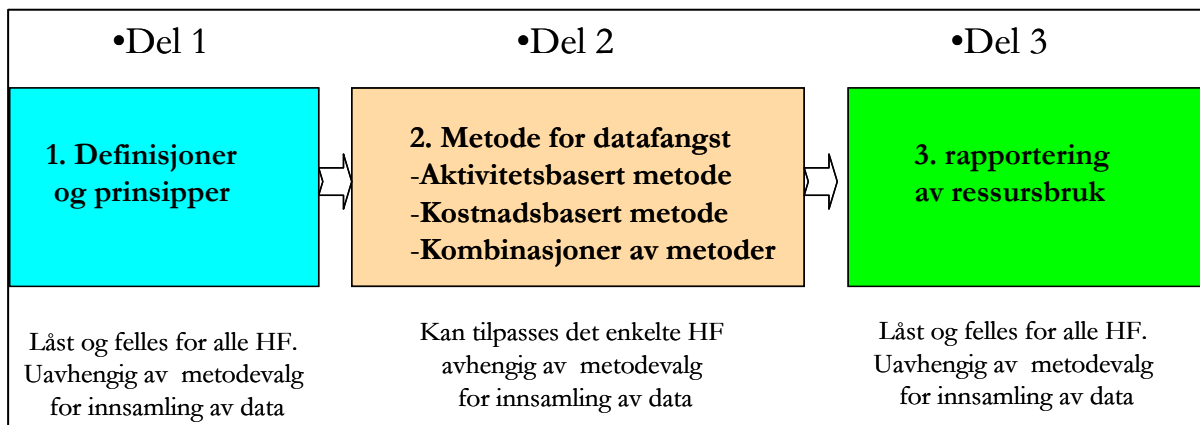 •Del 1
1. Definisjoner
og prinsipper
Låst og felles for alle HF.
Uavhengig av metodevalg
for innsamling av data
•Del 2
2. Metode for datafangst
-Aktivitetsbasert metode
-Kostnadsbasert metode
-Kombinasjoner av metoder
Kan tilpasses det enkelte HF
avhengig av metodevalg
for innsamling av data
•Del 3
3. rapportering
av ressursbruk
Låst og felles for alle HF.
Uavhengig av metodevalg
for innsamling av data